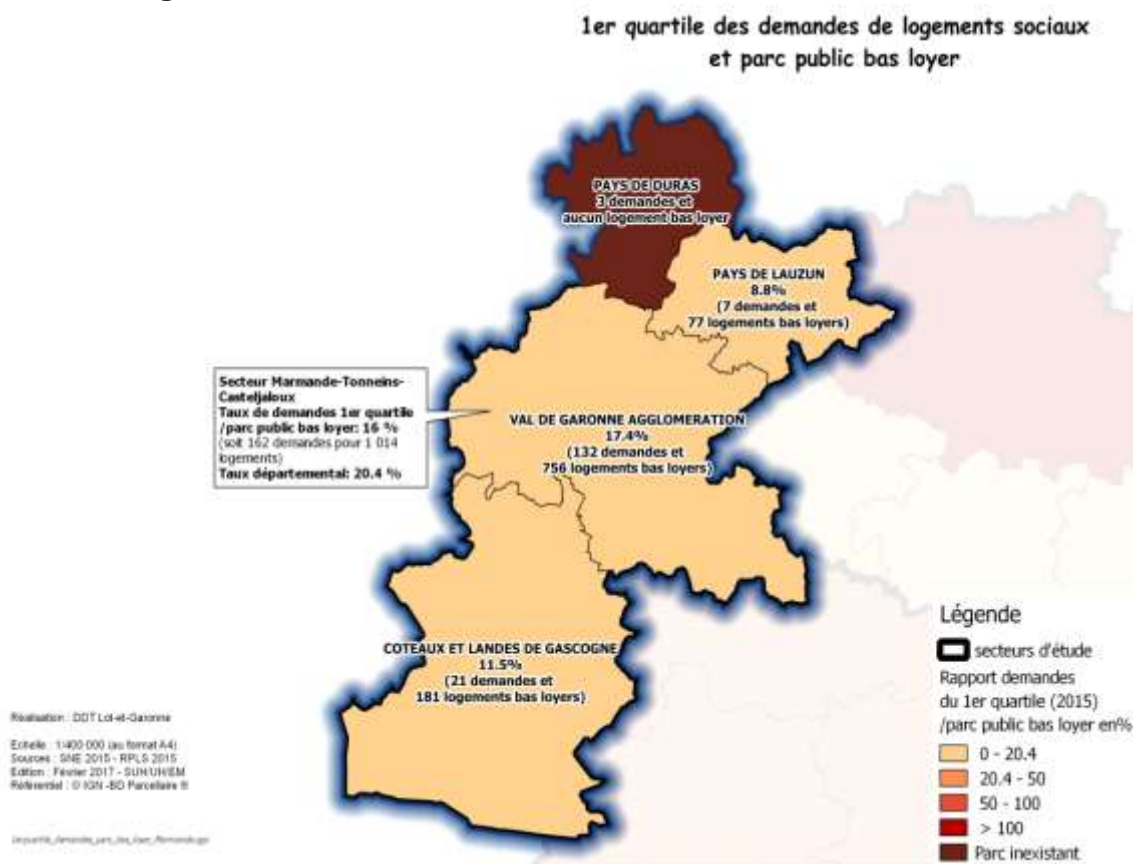 1er quartile des demandes de logements sociaux
et parc public bas loyer
PAYS DE DURAS
3 demandes et
aucun logement bas loyer
PAYS DE LAUZUN
8.8%
(7 demandes et
77 logements bas loyers)
Secteur Marmande-Tonneins-
Casteljaloux
Taux de demandes 1er quartile
/parc public bas loyer: 16 %
(soit 162 demandes pour 1 014
logements)
Taux départemental: 20.4 %
VAL DE GARONNE AGGLOMERATION
17.4%
(132 demandes et
756 logements bas loyers)
COTEAUX ET LANDES DE GASCOGNE
11.5%
(21 demandes et
181 logements bas loyers)
Légende
secteurs d'étude
Rapport demandes
du 1er quartile (2015)
/parc public bas loyer en%
0 - 20.4
20.4 - 50
50 - 100
> 100
Parc inexistant
Réalisation : DDT Lot-et-Garonne
Echelle : 1/400 000 (au format A4)
Sources : SNE 2015 - RPLS 2015
Edition : Février 2017 - SUH/UH/EM
Référentiel : © IGN -BD Parcellaire ®